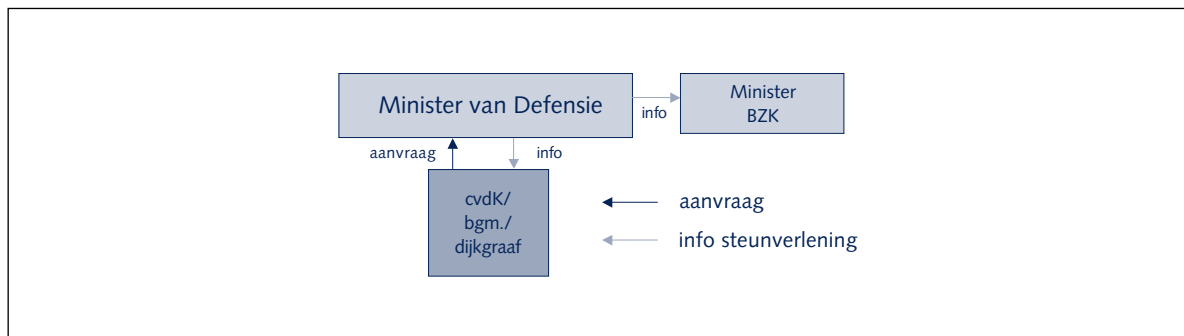 Minister van Defensie
info
Minister
BZK
aanvraag
info
cvdK/
bgm./
dijkgraaf
aanvraag
info steunverlening